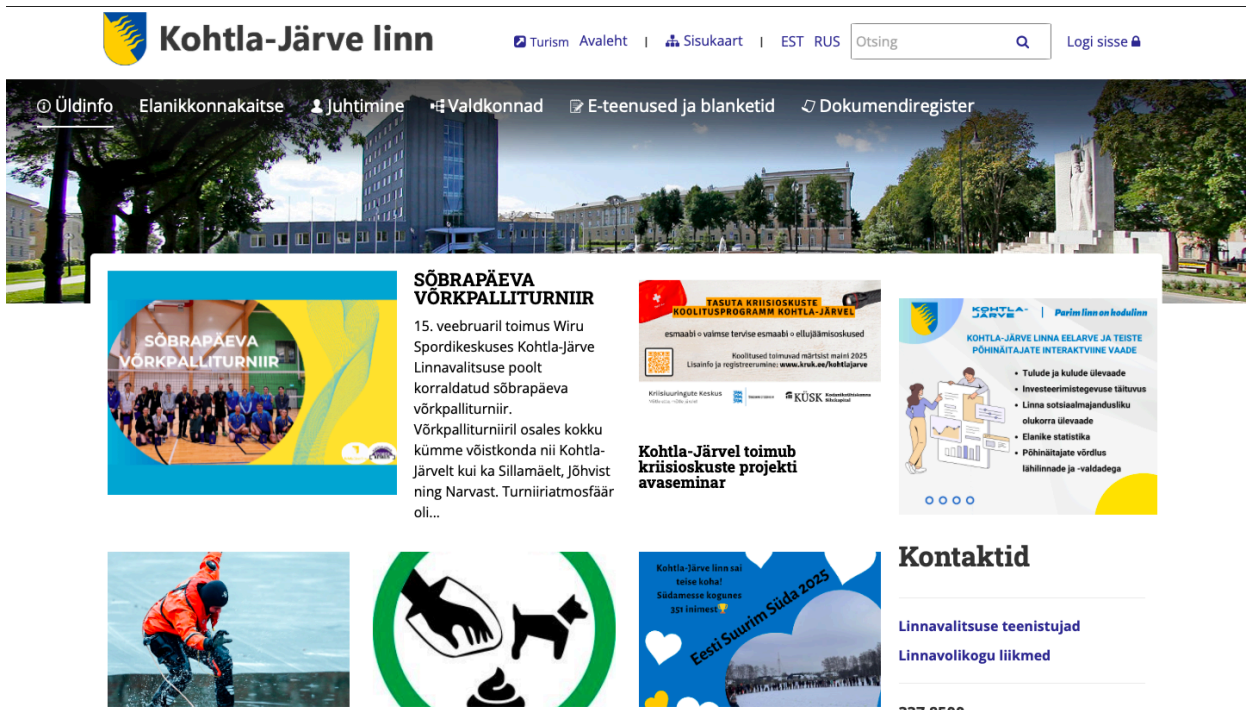 Kohtla-Järve linn
Turism Avaleht | Sisukaart | EST RUS Otsing Logi sisse
Üldinfo Elanikkonnakaitse Juhtimine Valdkonnad E-teenused ja blanketid Dokumendiregister
SÕBRAPÄEVA
VÕRKPALLITURNIIR
SÕBRAPÄEVA
VÕRKPALLITURNIIR
15. veebruaril toimus Wiru
Spordikeskuses Kohtla-Järve
Linnavalitsuse poolt
korraldatud sõbrapäeva
võrkpalliturniir.
Võrkpalliturniiril osales kokku
kümme võistkonda nii Kohtla-
Järvelt kui ka Sillamäelt, Jõhvist
ning Narvast. Turniiriatmosfäär
oli...
TASUTA KRIISIOSKUSTE
KOOLITUSPROGRAMM KOHTLA-JÄRVEL
esmaabi o vaimse tervise esmaabi o ellujäämisoskused
Koolitused toimuvad märtsist maini 2025
Lisainfo ja registreerumine: www.kruk.ee/kohtlajarve
Kriisiuuringute Keskus
KÜSK Kodanikuühiskonna
Sihtkapital
Kohtla-Järvel toimub
kriisioskuste projekti
avaseminar
KOHTLA-
JÄRVE | Parim linn on kodulinn
KOHTLA-JÄRVE LINNA EELARVE JA TEISTE
PÕHINÄITAJATE INTERAKTVIINE VAADE
• Tulude ja kulude ülevaade
• Investeerimistegevuse täituvus
• Linna sotsiaalmajandusliku
olukorra ülevaade
• Elanike statistika
• Põhinäitajate võrdlus
lähilinnade ja -valdadega
Kohtla-Järve linn sai
teise koha!
Südamesse kogunes
351 inimest🏆
Eesti Suurim Süda 2025
Kontaktid
Linnavalitsuse teenistujad
Linnavolikogu liikmed